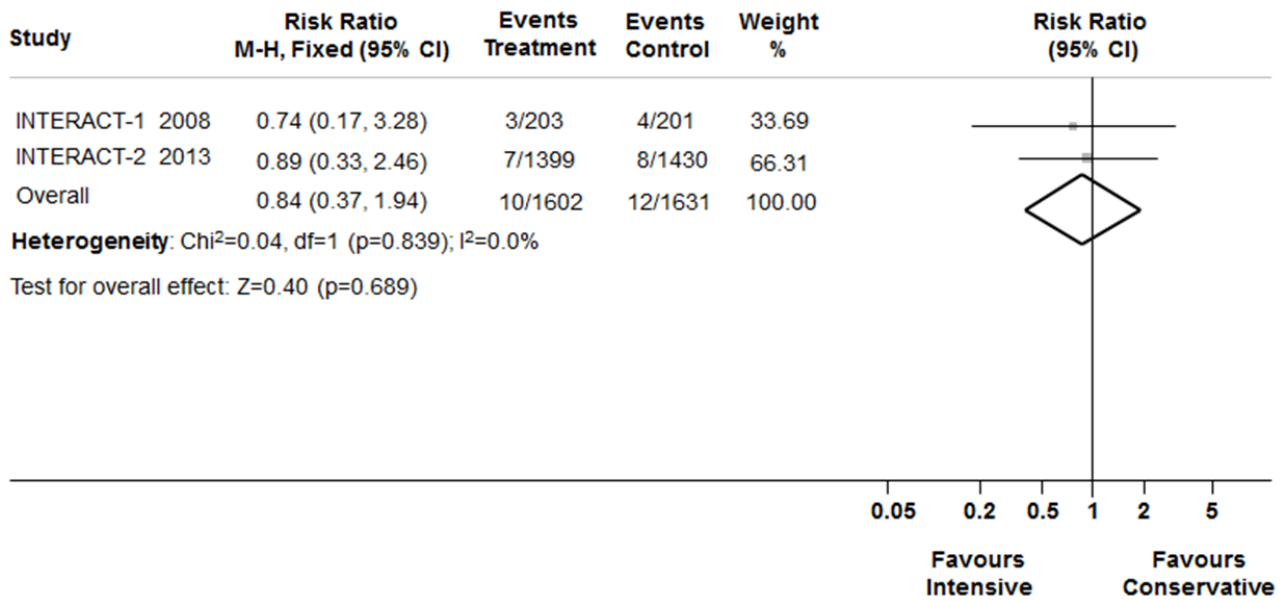 Study Risk Ratio Events Events Weight Risk Ratio
M-H, Fixed (95% CI) Treatment Control % (95% CI)
INTERACT-1 2008 0.74 (0.17, 3.28) 3/203 4/201 33.69
INTERACT-2 2013 0.89 (0.33, 2.46) 7/1399 8/1430 66.31
Overall 0.84 (0.37, 1.94) 10/1602 12/1631 100.00
Heterogeneity: Chi²=0.04, df=1 (p=0.839); I²=0.0%
Test for overall effect: Z=0.40 (p=0.689)
0.05 0.2 0.5 1 2 5
Favours Favours
Intensive Conservative